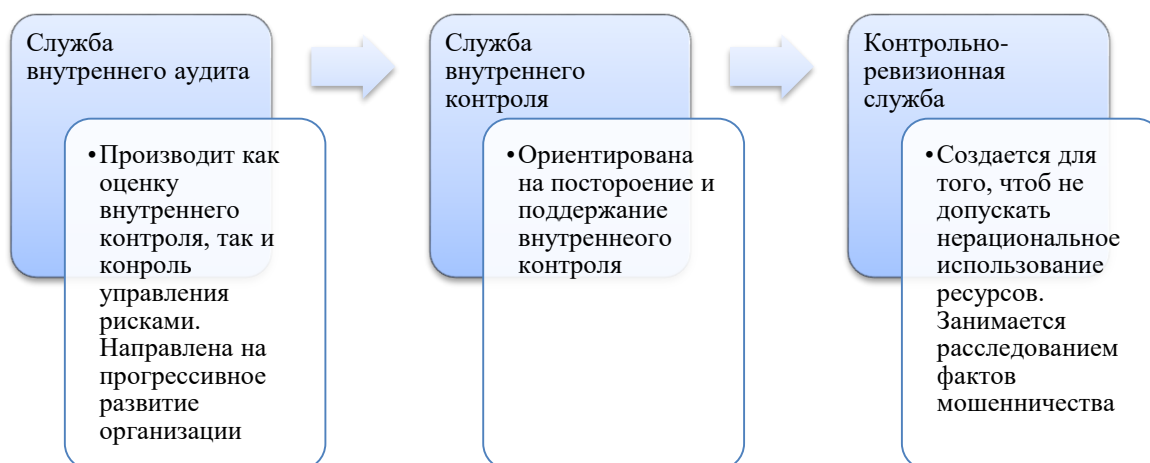 Служба
внутреннего аудита
•Производит как
оценку
внутреннего
контроля, так и
конроль
управления
рисками.
Направлена на
прогрессивное
развитие
организации
Служба
внутреннего
контроля
•Ориентирована
на постороение и
поддержание
внутреннеого
контроля
Контрольно-
ревизионная
служба
•Создается для
того, чтоб не
допускать
нерациональное
использование
ресурсов.
Занимается
расследованием
фактов
мошенничества